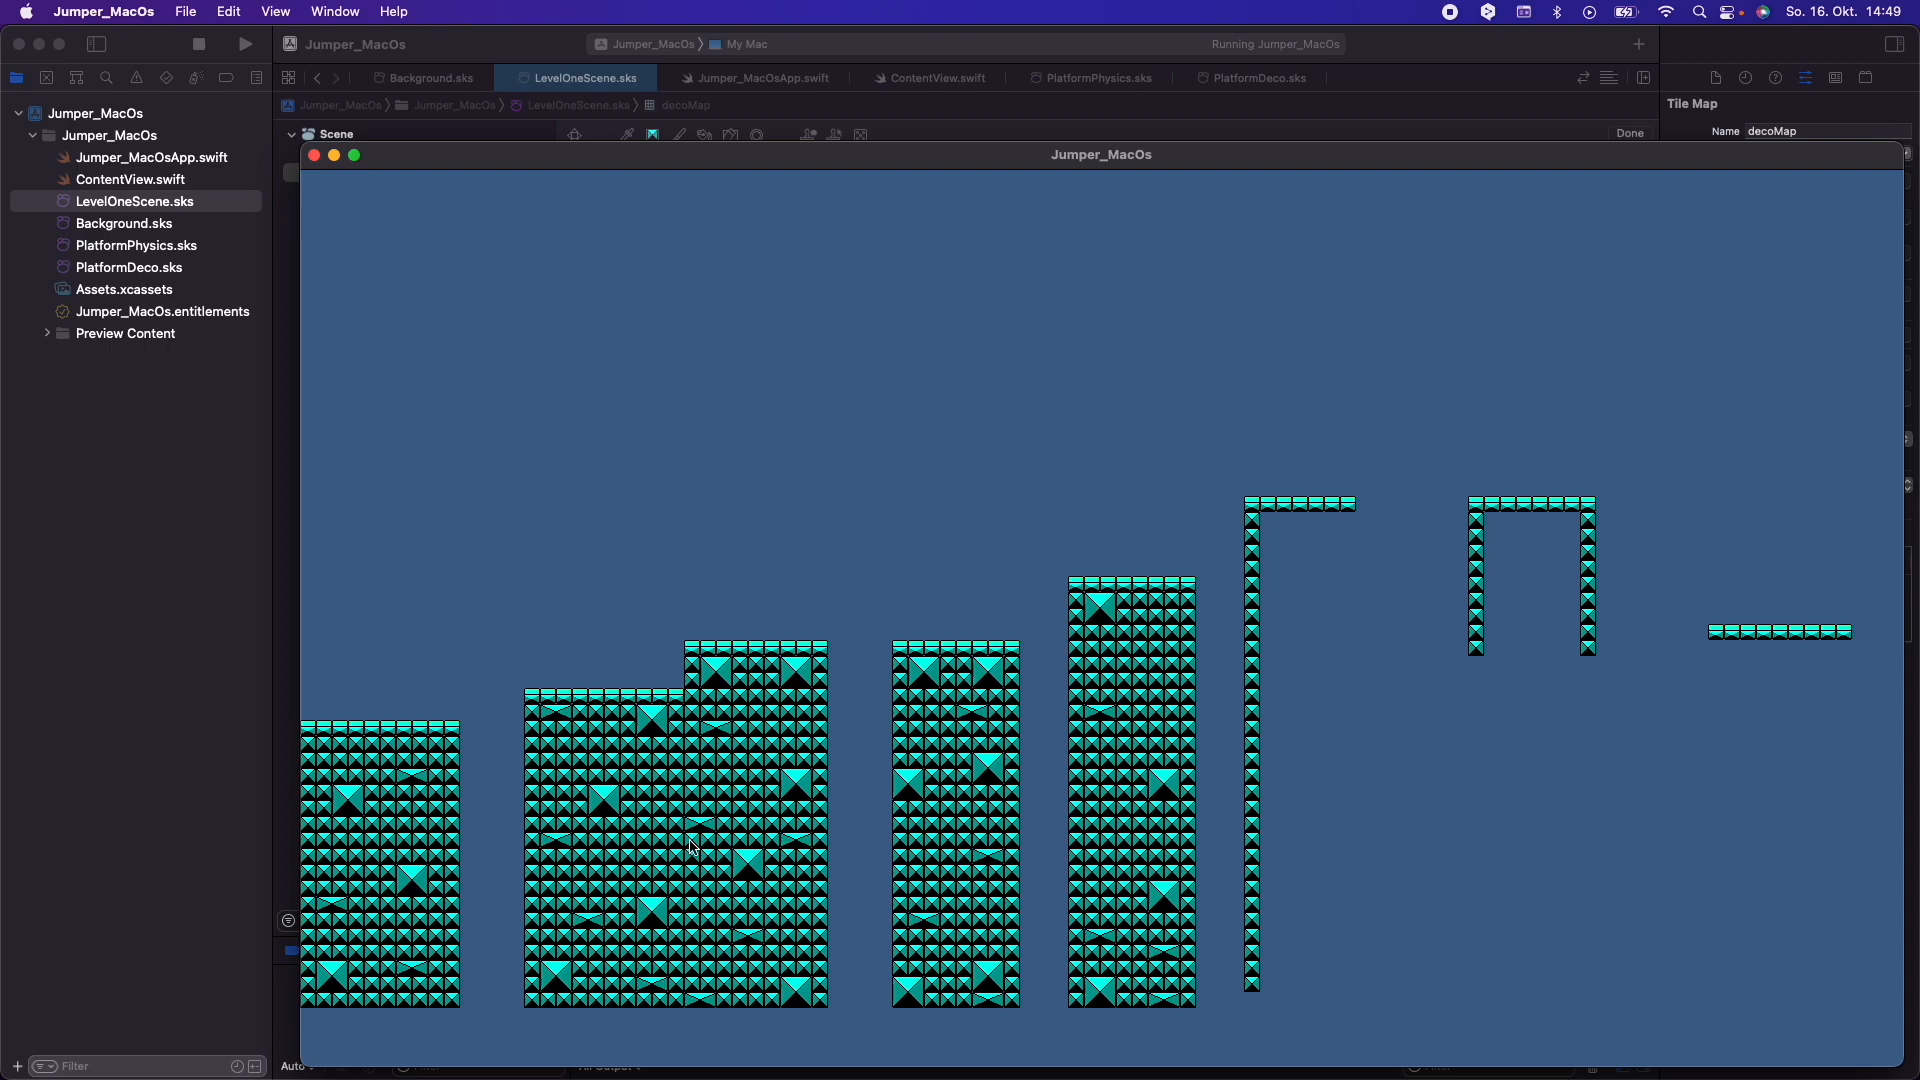 Jumper_MacOs File Edit View Window Help So. 16. Okt. 14:49
Jumper_MacOs Jumper_MacOs My Mac Running Jumper_MacOs
Background.sks LevelOneScene.sks Jumper_MacOsApp.swift ContentView.swift PlatformPhysics.sks PlatformDeco.sks
Jumper_MacOs Jumper_MacOs LevelOneScene.sks decoMap
Tile Map
Scene Done
Name decoMap
Jumper_MacOs
Jumper_MacOs
Jumper_MacOs
Jumper_MacOsApp.swift
ContentView.swift
LevelOneScene.sks
Background.sks
PlatformPhysics.sks
PlatformDeco.sks
Assets.xcassets
Jumper_MacOs.entitlements
Preview Content
Filter
Auto